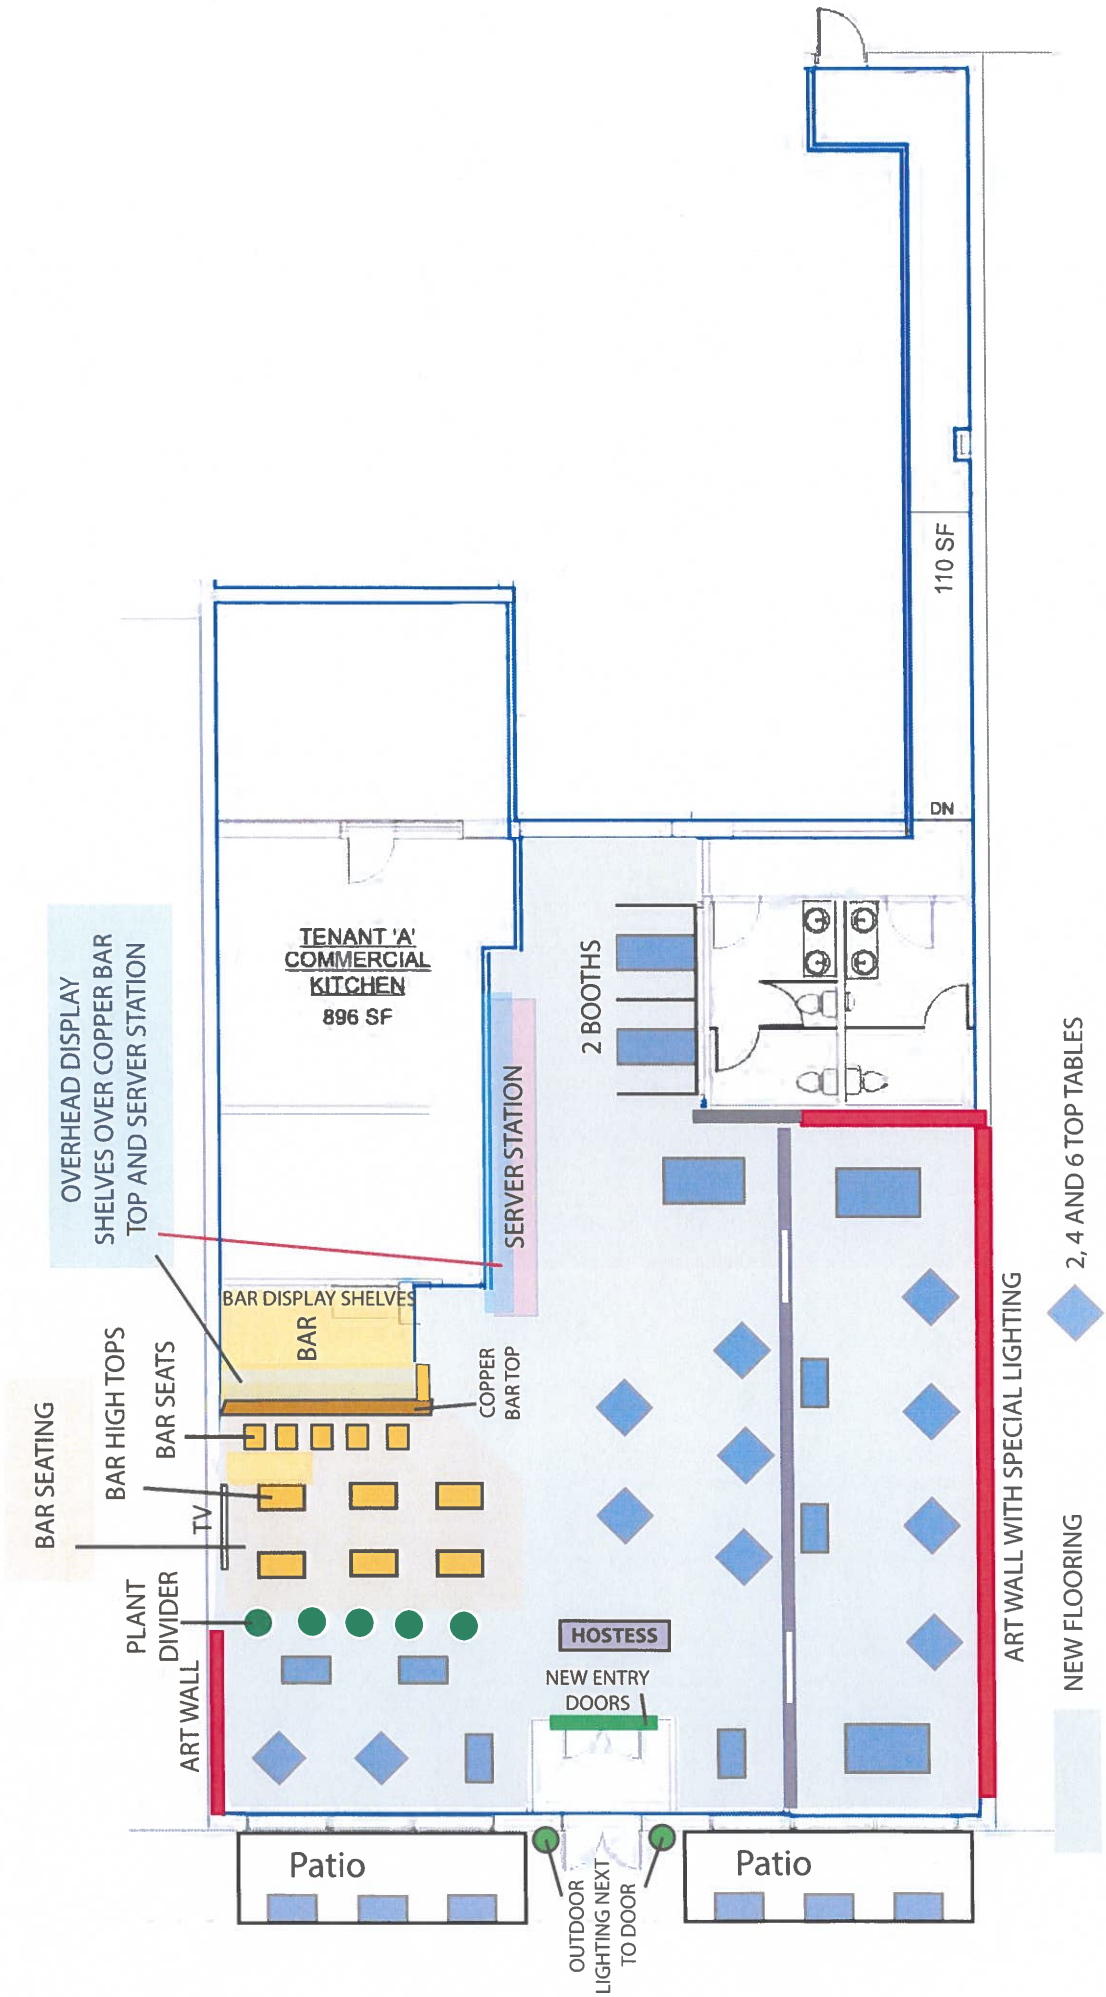 110 SF
DN
OVERHEAD DISPLAY
SHELVES OVER COPPER BAR
TOP AND SERVER STATION
TENANT 'A'
COMMERCIAL
KITCHEN
896 SF
2 BOOTHS
SERVER STATION
BAR DISPLAY SHELVES
BAR
COPPER
BAR TOP
BAR SEATING
BAR HIGH TOPS
BAR SEATS
TV
PLANT
DIVIDER
ART WALL
HOSTESS
NEW ENTRY
DOORS
Patio
Patio
OUTDOOR
LIGHTING NEXT
TO DOOR
ART WALL WITH SPECIAL LIGHTING
2, 4 AND 6 TOP TABLES
NEW FLOORING